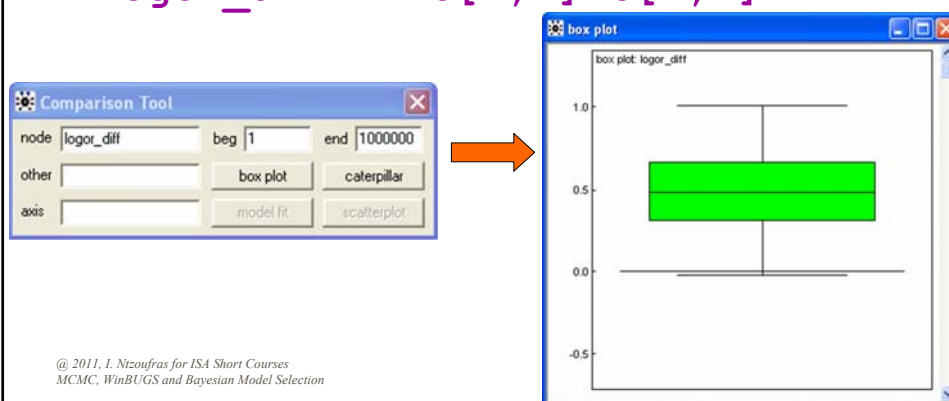 box plot
box plot: logor_diff
1.0
0.5
0.0
-0.5
Comparison Tool
node logor_diff beg 1 end 1000000
other box plot caterpillar
axis model fit scatterplot
@ 2011, I. Ntzoufras for ISA Short Courses
MCMC, WinBUGS and Bayesian Model Selection